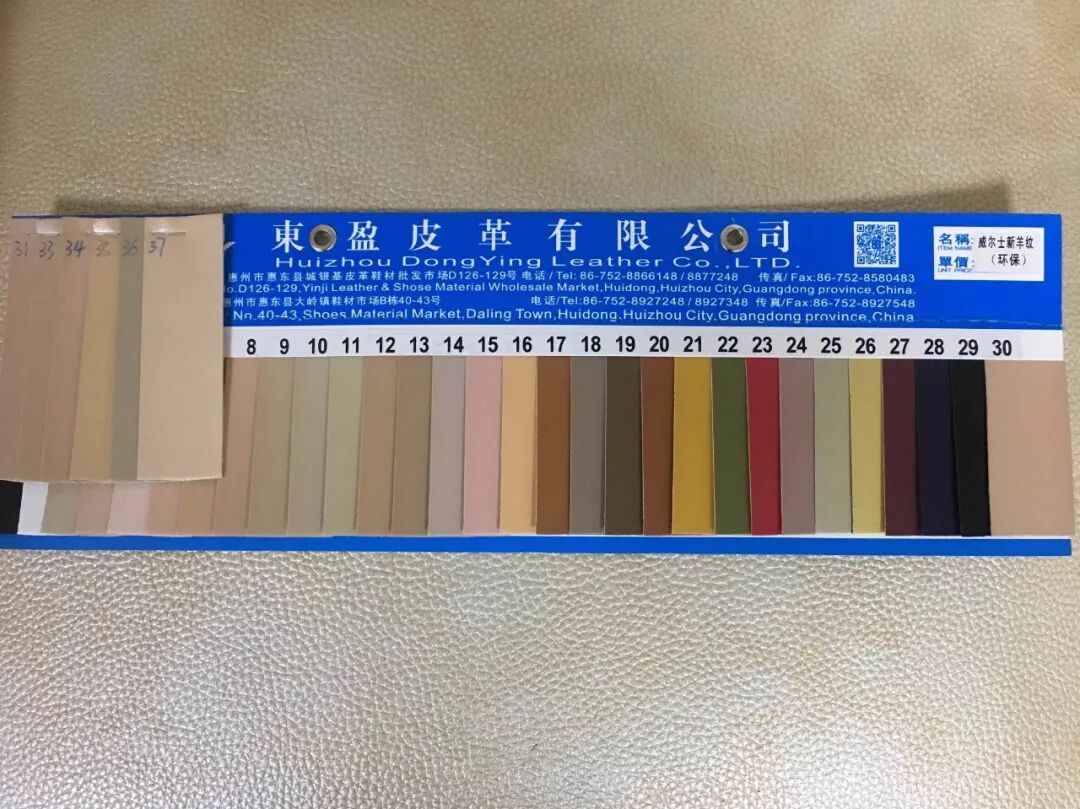 31 33 34 35 36 37
東盈皮革有限公司
Huizhou DongYing Leather Co.,LTD.
惠州市惠东县城银基皮革鞋材批发市场D126-129号 电话 / Tel: 86-752-8866148 / 8877248 传真/Fax:86-752-8580483
No.D126-129,Yinji Leather & Shose Material Wholesale Market,Huidong,Huizhou City,Guangdong province,China.
惠州市惠东县大岭镇鞋材市场B栋40-43号 电话/Tel:86-752-8927248 / 8927348 传真 /Fax:86-752-8927548
No.40-43,Shoes Material Market,Daling Town,Huidong,Huizhou City,Guangdong province,China
名稱:
ITEM NAME
威尔士新羊纹
（环保）
單價:
UNIT PRICE
8 9 10 11 12 13 14 15 16 17 18 19 20 21 22 23 24 25 26 27 28 29 30